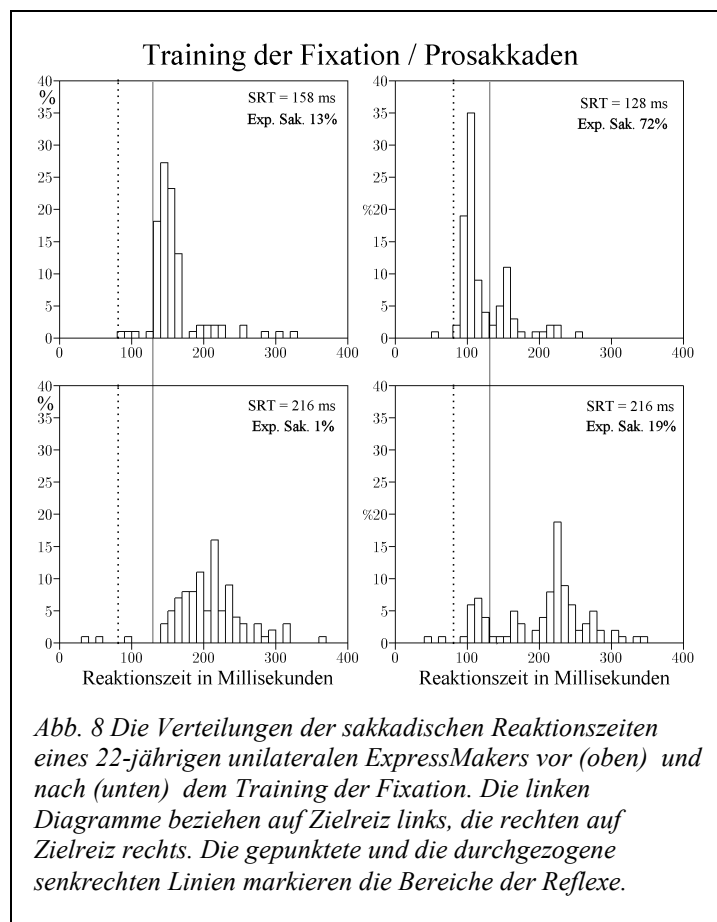 Training der Fixation / Prosakkaden
40
%
35
30
25
20
15
10
5
0
0 100 200 300 400
SRT = 158 ms
Exp. Sak. 13%
40
35
30
25
%20
15
10
5
0
0 100 200 300 400
SRT = 128 ms
Exp. Sak. 72%
40
%
35
30
25
20
15
10
5
0
0 100 200 300 400
SRT = 216 ms
Exp. Sak. 1%
Reaktionszeit in Millisekunden
40
35
30
25
%20
15
10
5
0
0 100 200 300 400
SRT = 216 ms
Exp. Sak. 19%
Reaktionszeit in Millisekunden
Abb. 8 Die Verteilungen der sakkadischen Reaktionszeiten
eines 22-jährigen unilateralen ExpressMakers vor (oben) und
nach (unten) dem Training der Fixation. Die linken
Diagramme beziehen auf Zielreiz links, die rechten auf
Zielreiz rechts. Die gepunktete und die durchgezogene
senkrechten Linien markieren die Bereiche der Reflexe.